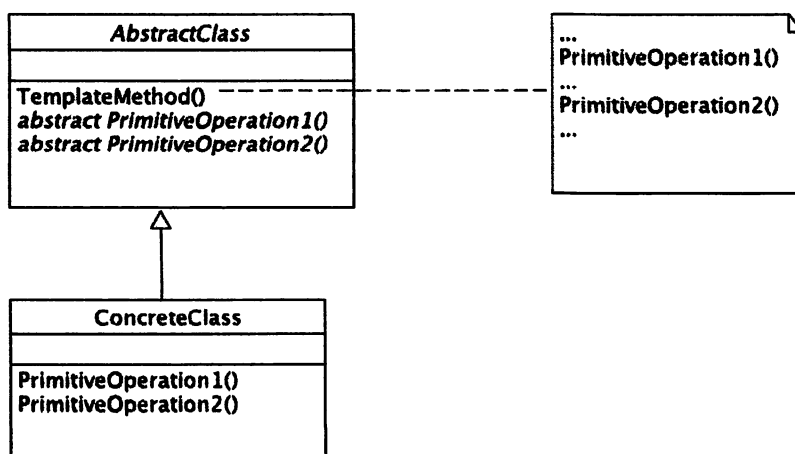 AbstractClass
TemplateMethod()
abstract PrimitiveOperation1()
abstract PrimitiveOperation2()
...
PrimitiveOperation1()
...
PrimitiveOperation2()
...
ConcreteClass
PrimitiveOperation1()
PrimitiveOperation2()